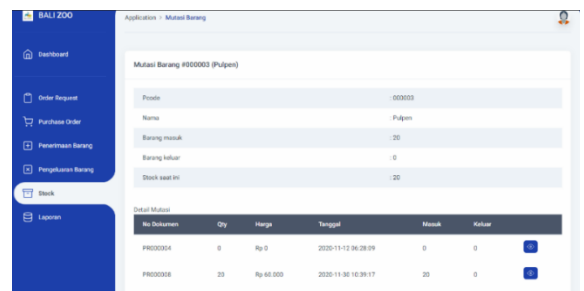 BALI ZOO
Application > Mutasi Barang
Dashboard
Mutasi Barang #000003 (Pulpen)
Order Request
Purchase Order
Penerimaan Barang
Pengeluaran Barang
Stock
Laporan
Pcode : 000003
Nama : Pulpen
Barang masuk : 20
Barang keluar : 0
Stock saat ini : 20
Detail Mutasi
No Dokumen Qty Harga Tanggal Masuk Keluar
PR000004 0 Rp 0 2020-11-12 06:28:09 0 0
PR000008 20 Rp 60.000 2020-11-30 10:39:17 20 0